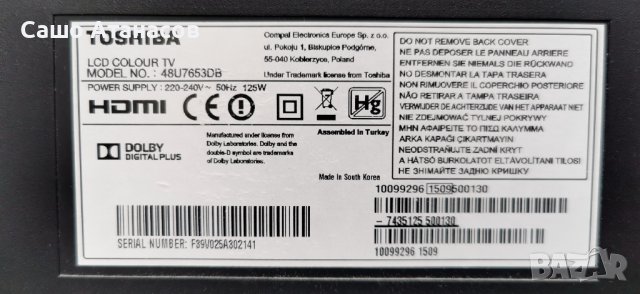 Сашо Атанасов
TOSHIBA
LCD COLOUR TV
MODEL NO. : 48U7653DB
POWER SUPPLY : 220-240V~ 50Hz 125W
HDMI
Hg
DOLBY
DIGITAL PLUS
Manufactured under license from
Dolby Laboratories. Dolby and the
double-D symbol are trademarks
of Dolby Laboratories.
SERIAL NUMBER: F39V025A302141
Compal Electronics Europe Sp. z o.o.
ul. Pokoju 1, Biskupice Podgórne,
55-040 Kobierzyce, Poland
Under Trademark license from Toshiba
Assembled In Turkey
Made in South Korea
DO NOT REMOVE BACK COVER
NE PAS DEPOSER LE PANNEAU ARRIERE
ENTFERNEN SIE NIEMALS DIE RÜCKWAND
NO DESMONTAR LA TAPA TRASERA
NON RIMUOVERE IL COPERCHIO POSTERIORE
NÃO RETIRAR A TAMPA TRASEIRA
VERWIJDER DE ACHTERZIJDE VAN HET APPARAAT NIET
NIE ZDEJMOWAĆ TYLNEJ POKRYWY
ΜΗΝ ΑΦΑΙΡΕΙΤΕ ΤΟ ΠΙΣΩ ΚΑΛΥΜΜΑ
ARKA KAPAĞI ÇIKARTMAYINIZ
NEODSTRAŇUJTE ZADNÍ KRYT
A HÁTSÓ BURKOLATOT ELTÁVOLÍTANI TILOS!
НЕ СНИМАЙТЕ ЗАДНЮЮ КРЫШКУ
10099296 1509500130
-7435125 500130
10099296 1509
bazar.bg